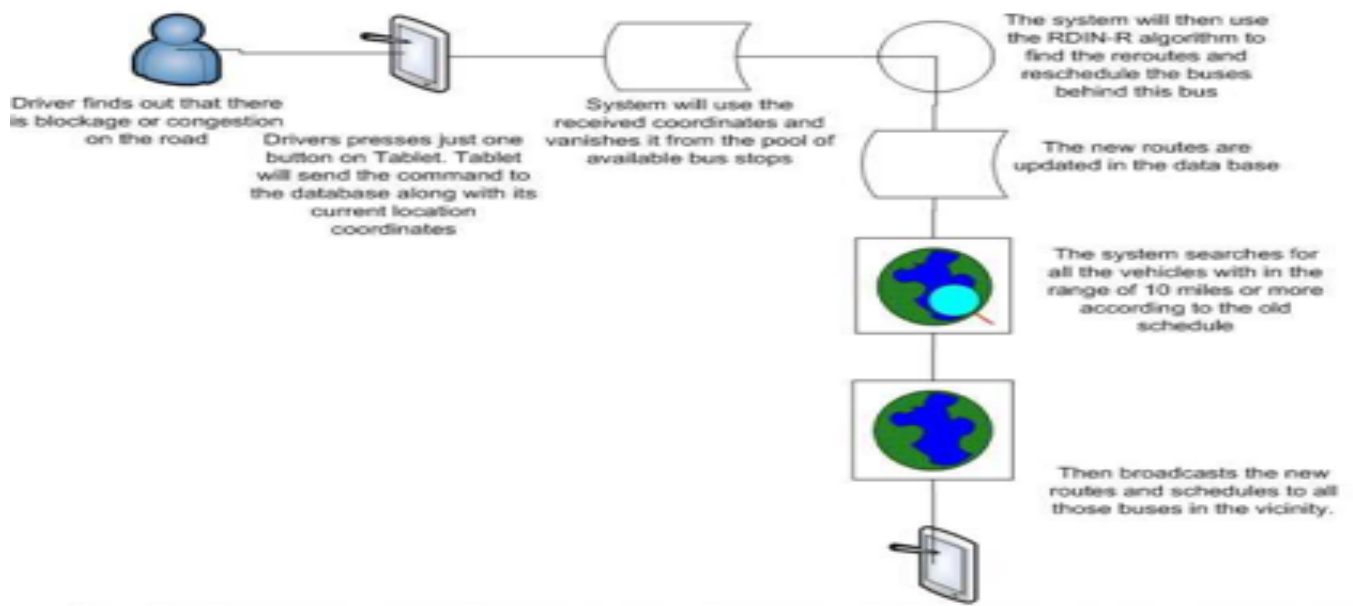 Driver finds out that there
is blockage or congestion
on the road
Drivers presses just one
button on Tablet. Tablet
will send the command to
the database along with its
current location
coordinates
System will use the
received coordinates and
vanishes it from the pool of
available bus stops
The system will then use
the RDIN-R algorithm to
find the reroutes and
reschedule the buses
behind this bus
The new routes are
updated in the data base
The system searches for
all the vehicles with in the
range of 10 miles or more
according to the old
schedule
Then broadcasts the new
routes and schedules to all
those buses in the vicinity.